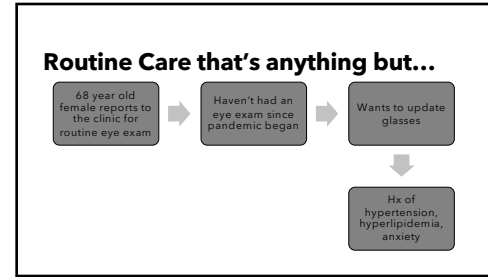 Routine Care that’s anything but…
68 year old
female reports to
the clinic for
routine eye exam
Haven’t had an
eye exam since
pandemic began
Wants to update
glasses
Hx of
hypertension,
hyperlipidemia,
anxiety